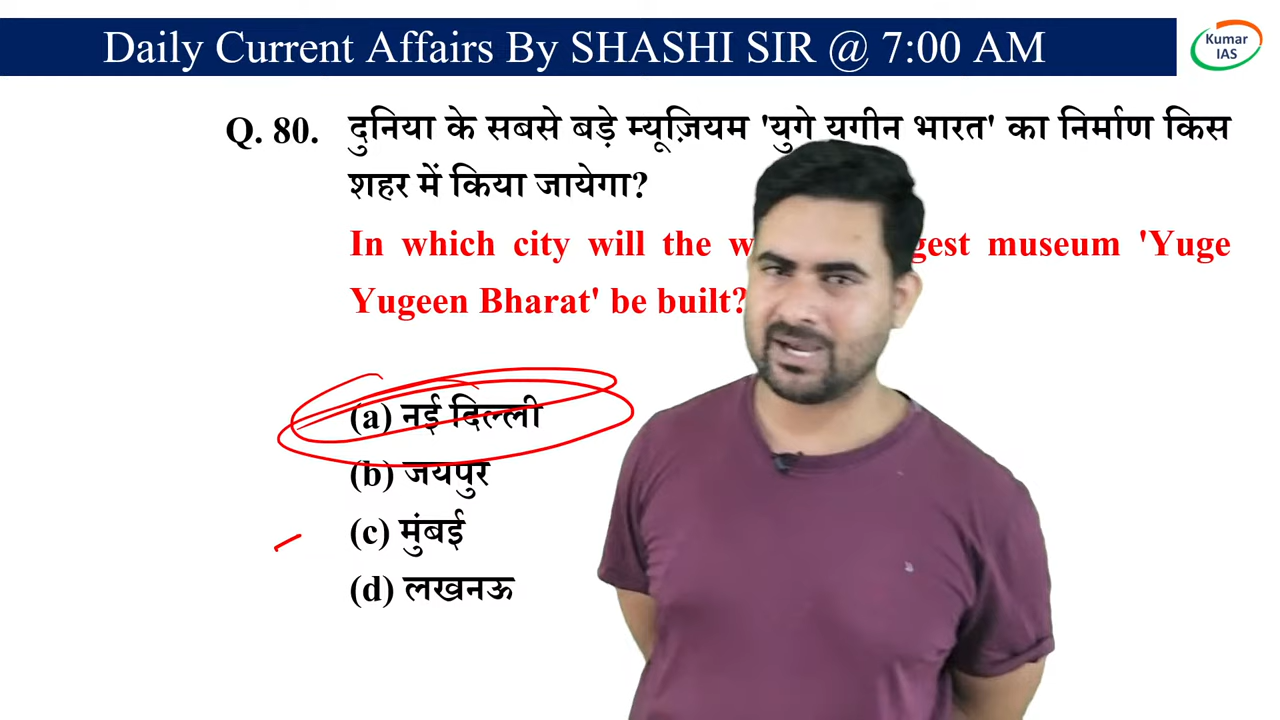 Daily Current Affairs By SHASHI SIR @ 7:00 AM
Kumar
IAS
Q. 80. दुनिया के सबसे बड़े म्यूज़ियम 'युगे यगीन भारत' का निर्माण किस
शहर में किया जायेगा?
In which city will the museum 'Yuge
Yugeen Bharat' be built?
(a) नई दिल्ली
(b) जयपुर
(c) मुंबई
(d) लखनऊ